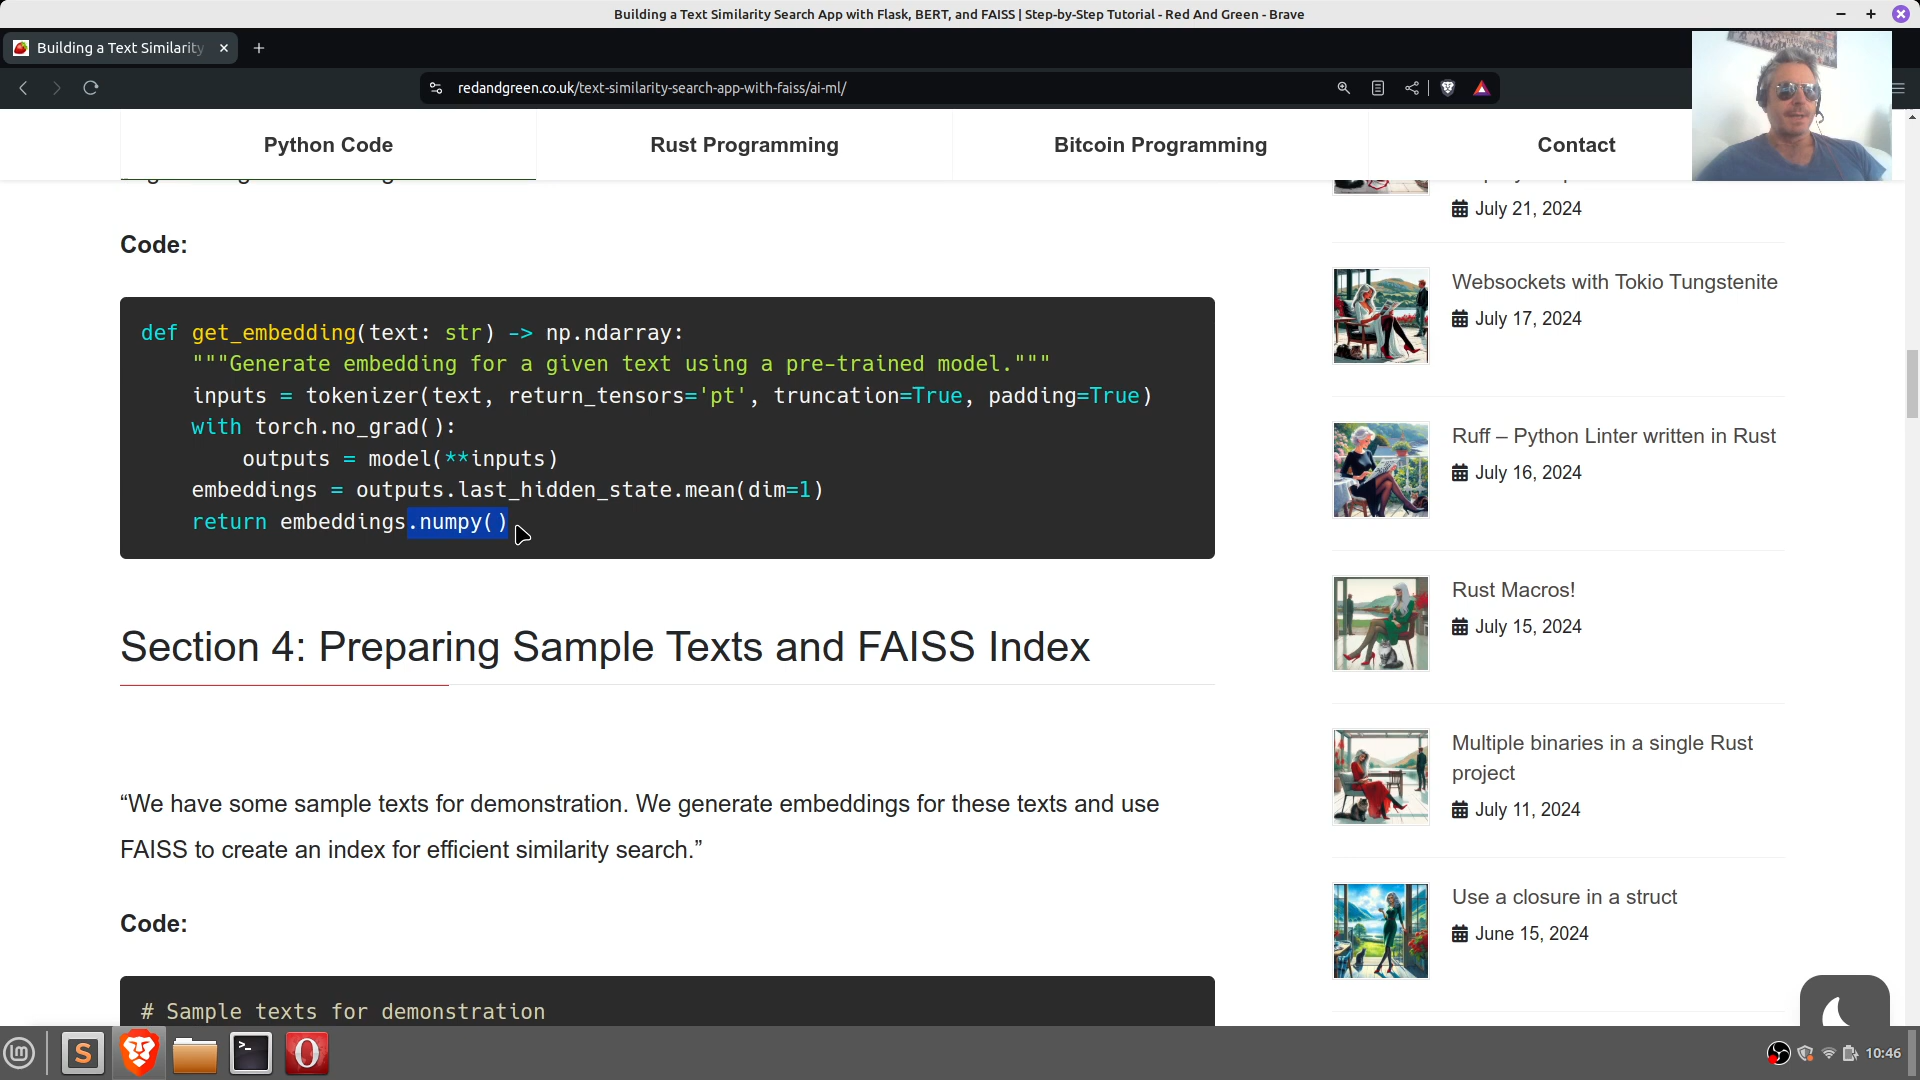 Building a Text Similarity Search App with Flask, BERT, and FAISS | Step-by-Step Tutorial - Red And Green - Brave
Building a Text Similarity
redandgreen.co.uk/text-similarity-search-app-with-faiss/ai-ml/
Python Code
Rust Programming
Bitcoin Programming
Contact
Code:
def get_embedding(text: str) -> np.ndarray:
"""Generate embedding for a given text using a pre-trained model."""
inputs = tokenizer(text, return_tensors='pt', truncation=True, padding=True)
with torch.no_grad():
outputs = model(**inputs)
embeddings = outputs.last_hidden_state.mean(dim=1)
return embeddings.numpy()
Section 4: Preparing Sample Texts and FAISS Index
“We have some sample texts for demonstration. We generate embeddings for these texts and use
FAISS to create an index for efficient similarity search.”
Code:
# Sample texts for demonstration
July 21, 2024
Websockets with Tokio Tungstenite
July 17, 2024
Ruff – Python Linter written in Rust
July 16, 2024
Rust Macros!
July 15, 2024
Multiple binaries in a single Rust
project
July 11, 2024
Use a closure in a struct
June 15, 2024
10:46